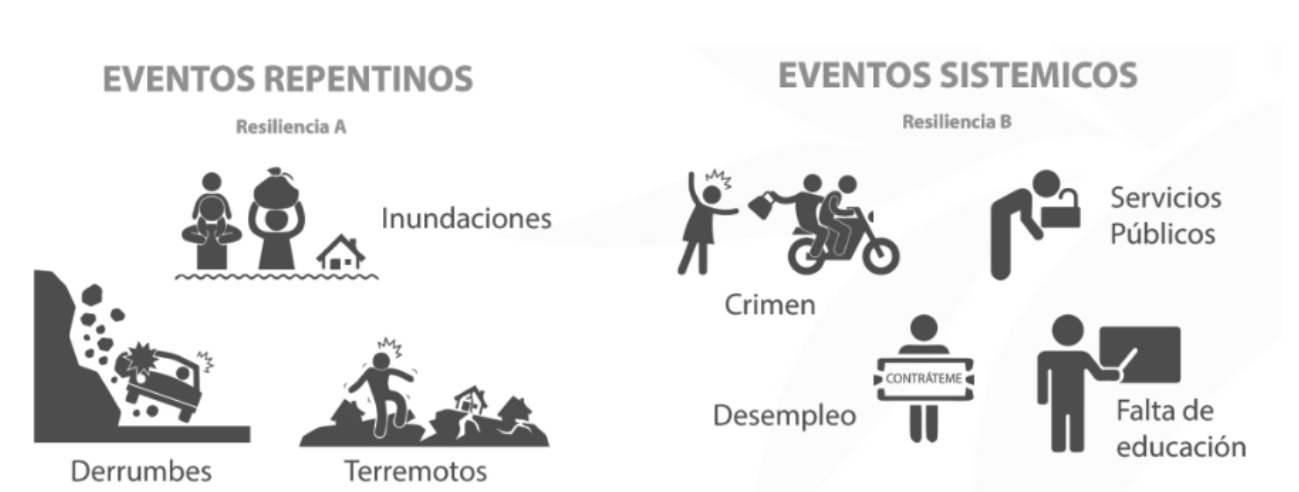 EVENTOS REPENTINOS
Resiliencia A
Inundaciones
Derrumbes
Terremotos
EVENTOS SISTEMICOS
Resiliencia B
Servicios
Públicos
Crimen
CONTRÁTEME
Desempleo
Falta de
educación